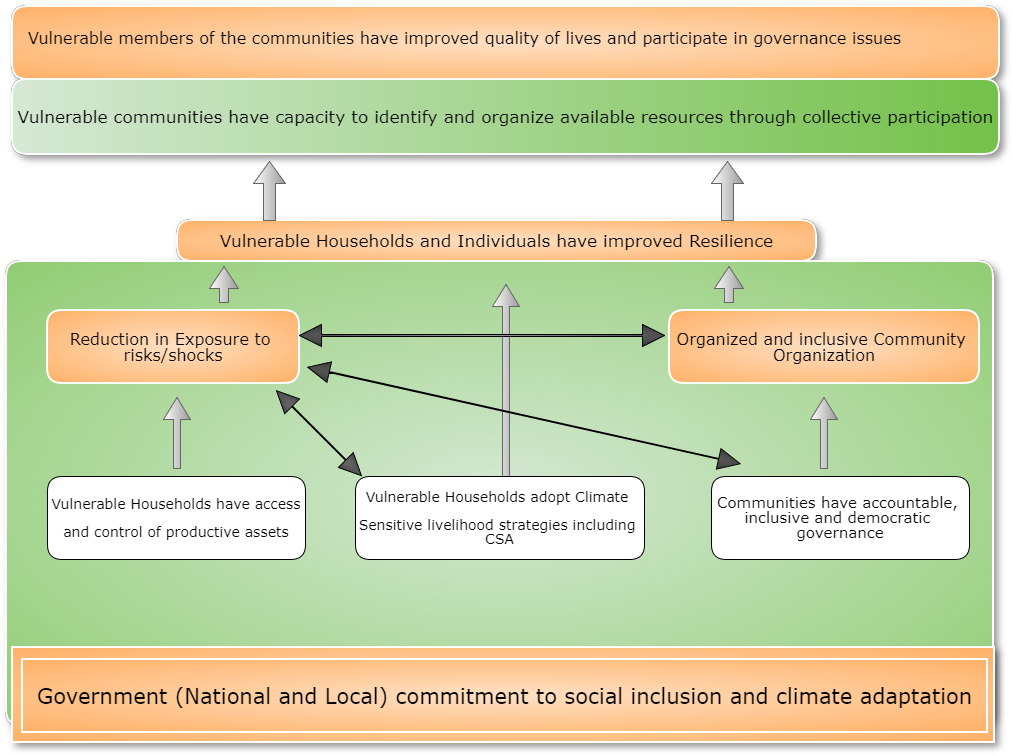 Vulnerable members of the communities have improved quality of lives and participate in governance issues
Vulnerable communities have capacity to identify and organize available resources through collective participation
Vulnerable Households and Individuals have improved Resilience
Reduction in Exposure to
risks/shocks
Organized and inclusive Community
Organization
Vulnerable Households have access
and control of productive assets
Vulnerable Households adopt Climate
Sensitive livelihood strategies including
CSA
Communities have accountable,
inclusive and democratic
governance
Government (National and Local) commitment to social inclusion and climate adaptation